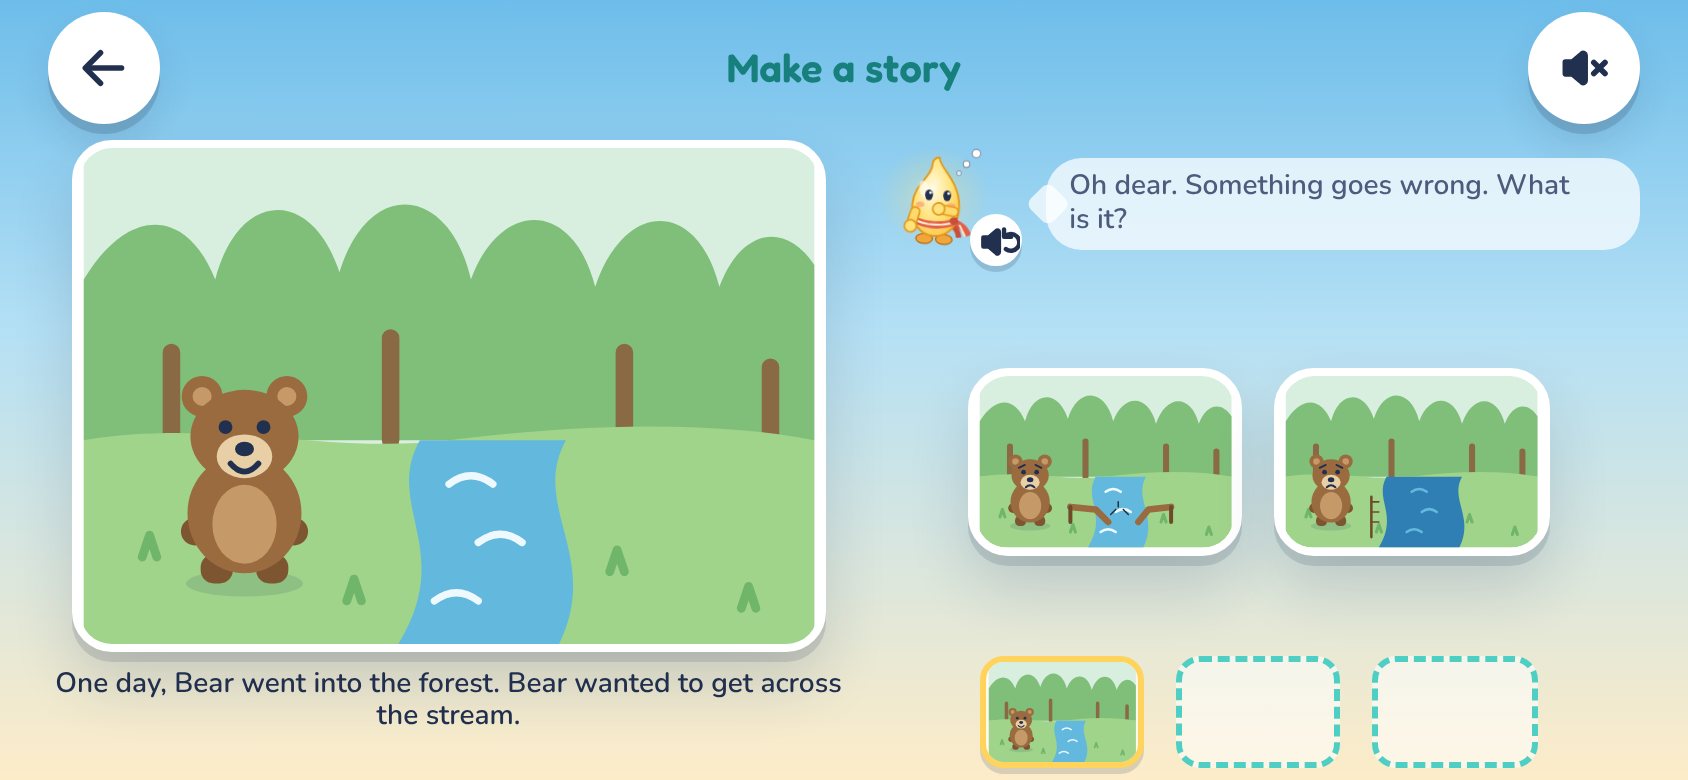 Make a story
Oh dear. Something goes wrong. What
is it?
One day, Bear went into the forest. Bear wanted to get across
the stream.